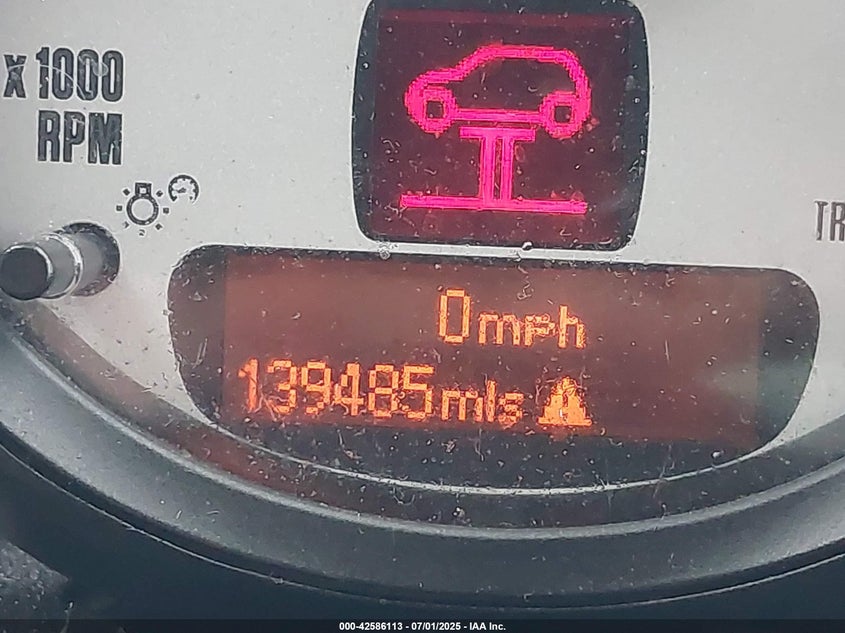 x1000
RPM
TR
0mph
139485mls
000-42586113 - 07/01/2025 - IAA Inc.